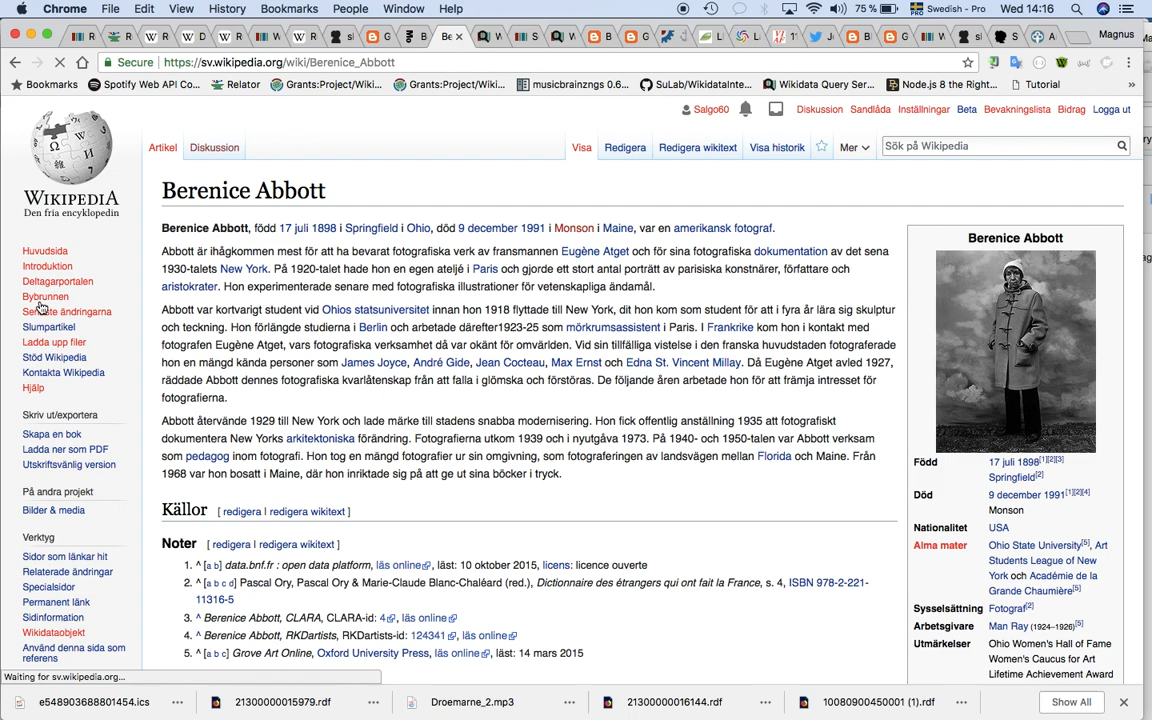 Chrome File Edit View History Bookmarks People Window Help 75 % Swedish - Pro Wed 14:16
Magnus
Secure https://sv.wikipedia.org/wiki/Berenice_Abbott
Bookmarks Spotify Web API Co... Relator Grants:Project/Wiki... Grants:Project/Wiki... musicbrainzngs 0.6... SuLab/WikidataInte... Wikidata Query Ser... Node.js 8 the Right... Tutorial
Salgo60 Diskussion Sandlåda Inställningar Beta Bevakningslista Bidrag Logga ut
Artikel Diskussion Visa Redigera Redigera wikitext Visa historik Mer Sök på Wikipedia
WIKIPEDIA
Den fria encyklopedin
Huvudsida
Introduktion
Deltagarportalen
Bybrunnen
Senaste ändringarna
Slumpartikel
Ladda upp filer
Stöd Wikipedia
Kontakta Wikipedia
Hjälp
Skriv ut/exportera
Skapa en bok
Ladda ner som PDF
Utskriftsvänlig version
På andra projekt
Bilder & media
Verktyg
Sidor som länkar hit
Relaterade ändringar
Specialsidor
Permanent länk
Sidinformation
Wikidataobjekt
Använd denna sida som
referens
Berenice Abbott
Berenice Abbott, född 17 juli 1898 i Springfield i Ohio, död 9 december 1991 i Monson i Maine, var en amerikansk fotograf.
Abbott är ihågkommen mest för att ha bevarat fotografiska verk av fransmannen Eugène Atget och för sina fotografiska dokumentation av det sena
1930-talets New York. På 1920-talet hade hon en egen ateljé i Paris och gjorde ett stort antal porträtt av parisiska konstnärer, författare och
aristokrater. Hon experimenterade senare med fotografiska illustrationer för vetenskapliga ändamål.
Abbott var kortvarigt student vid Ohios statsuniversitet innan hon 1918 flyttade till New York, dit hon kom som student för att i fyra år lära sig skulptur
och teckning. Hon förlängde studierna i Berlin och arbetade därefter1923-25 som mörkrumsassistent i Paris. I Frankrike kom hon i kontakt med
fotografen Eugène Atget, vars fotografiska verksamhet då var okänt för omvärlden. Vid sin tillfälliga vistelse i den franska huvudstaden fotograferade
hon en mängd kända personer som James Joyce, André Gide, Jean Cocteau, Max Ernst och Edna St. Vincent Millay. Då Eugène Atget avled 1927,
räddade Abbott dennes fotografiska kvarlåtenskap från att falla i glömska och förstöras. De följande åren arbetade hon för att främja intresset för
fotografierna.
Abbott återvände 1929 till New York och lade märke till stadens snabba modernisering. Hon fick offentlig anställning 1935 att fotografiskt
dokumentera New Yorks arkitektoniska förändring. Fotografierna utkom 1939 och i nyutgåva 1973. På 1940- och 1950-talen var Abbott verksam
som pedagog inom fotografi. Hon tog en mängd fotografier ur sin omgivning, som fotograferingen av landsvägen mellan Florida och Maine. Från
1968 var hon bosatt i Maine, där hon inriktade sig på att ge ut sina böcker i tryck.
Källor [ redigera | redigera wikitext ]
Noter [ redigera | redigera wikitext ]
1. ^ [a b] data.bnf.fr : open data platform, läs online, läst: 10 oktober 2015, licens: licence ouverte
2. ^ [a b c d] Pascal Ory, Pascal Ory & Marie-Claude Blanc-Chaléard (red.), Dictionnaire des étrangers qui ont fait la France, s. 4, ISBN 978-2-221-
11316-5
3. ^ Berenice Abbott, CLARA, CLARA-id: 4, läs online
4. ^ Berenice Abbott, RKDartists, RKDartists-id: 124341, läs online
5. ^ [a b c] Grove Art Online, Oxford University Press, läs online, läst: 14 mars 2015
Berenice Abbott
Född 17 juli 1898[1][2][3]
Springfield[2]
Död 9 december 1991[1][2][4]
Monson
Nationalitet USA
Alma mater Ohio State University[5], Art
Students League of New
York och Académie de la
Grande Chaumière[5]
Sysselsättning Fotograf[2]
Arbetsgivare Man Ray (1924–1926)[5]
Utmärkelser Ohio Women's Hall of Fame
Women's Caucus for Art
Lifetime Achievement Award
Waiting for sv.wikipedia.org...
e548903688801454.ics 21300000015979.rdf Droemarne_2.mp3 21300000016144.rdf 10080900450001 (1).rdf Show All